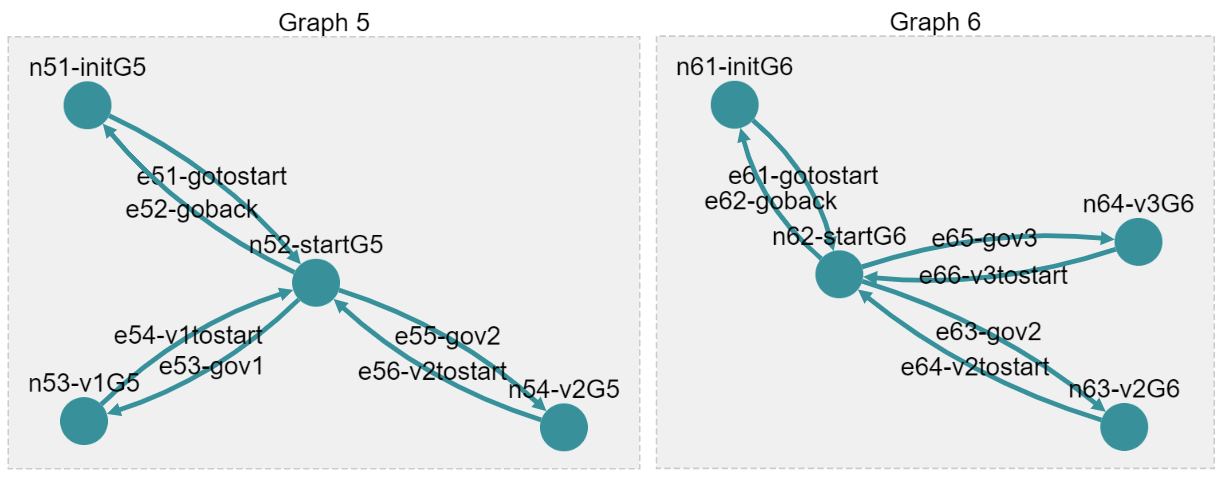 Graph 5
n51-initG5
e51-gotostart
e52-goback
n52-startG5
e54-v1tostart
e53-gov1
n53-v1G5
e55-gov2
e56-v2tostart
n54-v2G5
Graph 6
n61-initG6
e61-gotostart
e62-goback
n62-startG6
n64-v3G6
e65-gov3
e66-v3tostart
e63-gov2
e64-v2tostart
n63-v2G6